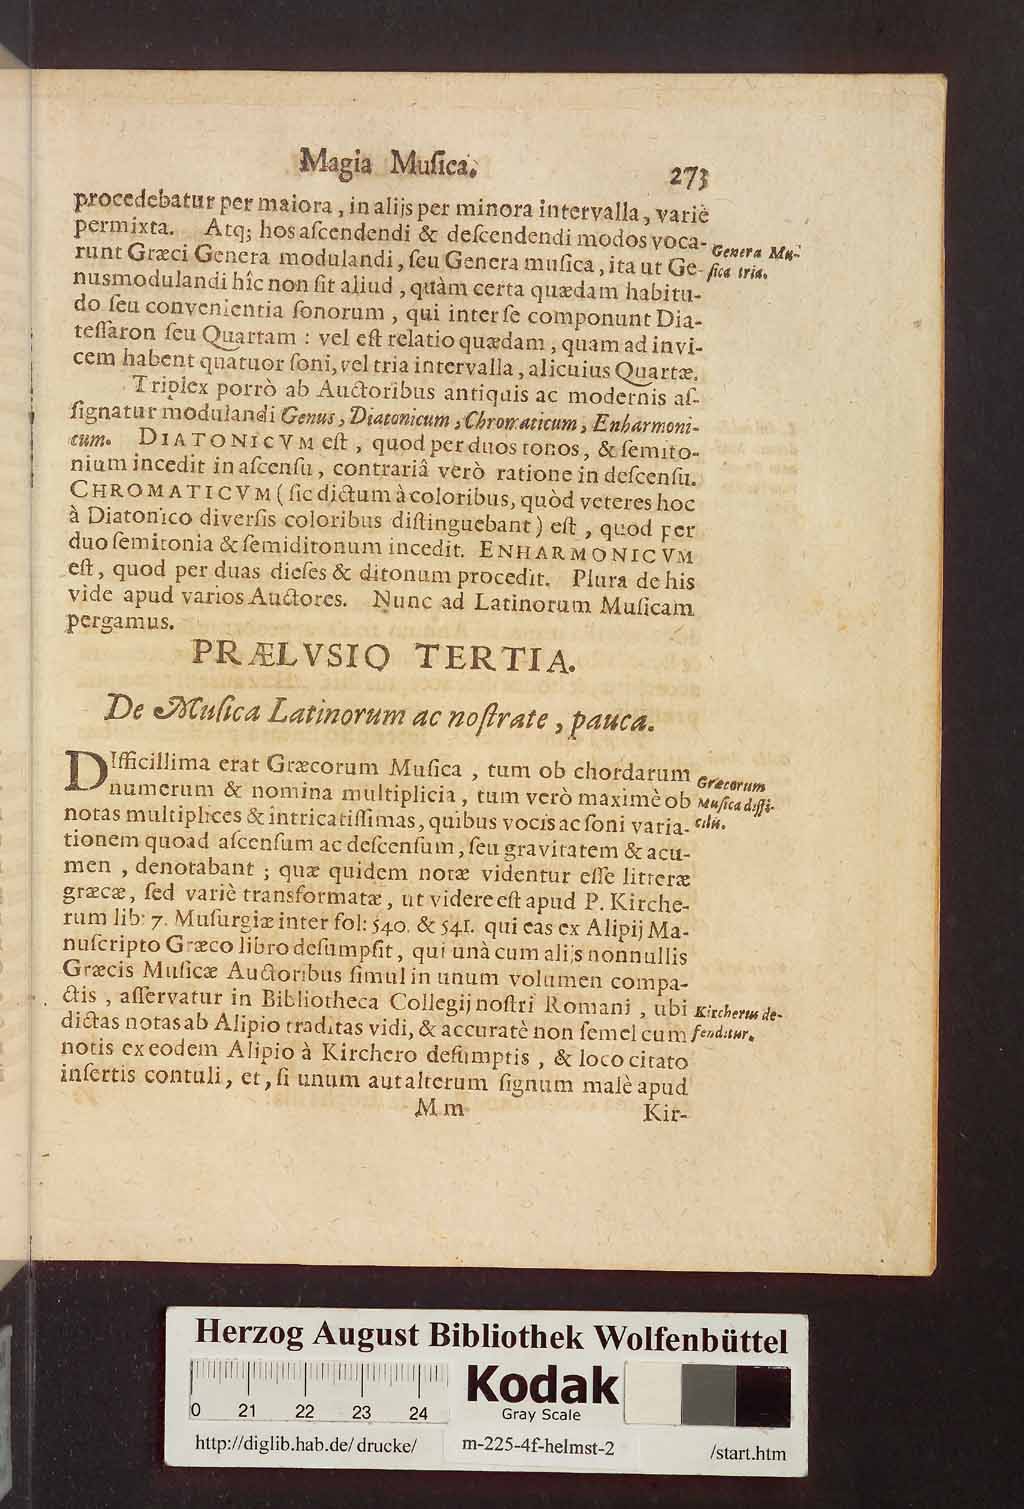 Magia Muſica. 273
procedebatur per maiora, in alijs per minora intervalla, variè
permixta. Atq; hos aſcendendi & deſcendendi modos voca-
runt Græci Genera modulandi, ſeu Genera muſica, ita ut Ge-
Genera Mu-
ſica tria.
nus modulandi hîc non ſit aliud, quàm certa quædam habitu-
do ſeu convenientia ſonorum, qui inter ſe componunt Dia-
teſſàron ſeu Quartam : vel eſt relatio quædam, quam ad invi-
cem habent quatuor ſoni, vel tria intervalla, alicuius Quartæ.
Triplex porrò ab Auctoribus antiquis ac modernis aſ-
ſignatur modulandi Genus, Diatonicum, Chromaticum, Enharmoni-
cum. DIATONICVM eſt, quod per duos tonos, & ſemito-
nium incedit in aſcenſu, contrariâ verò ratione in deſcenſu.
CHROMATICVM (ſic dictum à coloribus, quòd veteres hoc
à Diatonico diverſis coloribus diſtinguebant) eſt, quod per
duo ſemitonia & ſemiditonum incedit. ENHARMONICVM
eſt, quod per duas dieſes & ditonum procedit. Plura de his
vide apud varios Auctores. Nunc ad Latinorum Muſicam
pergamus.
PRÆLVSIO TERTIA.
De Muſica Latinorum ac noſtrate, pauca.
DIfficillima erat Græcorum Muſica, tum ob chordarum
numerum & nomina multiplicia, tum verò maximè ob
Græcorum
Muſica diffi-
cilis.
notas multiplices & intricatiſſimas, quibus vocis ac ſoni varia-
tionem quoad aſcenſum ac deſcenſum, ſeu gravitatem & acu-
men, denotabant ; quæ quidem notæ videntur eſſe litteræ
græcæ, ſed variè transformatæ, ut videre eſt apud P. Kirche-
rum lib: 7. Muſurgiæ inter fol: 540. & 541. qui eas ex Alipij Ma-
nuſcripto Græco libro deſumpſit, qui unà cum alijs nonnullis
Græcis Muſicæ Auctoribus ſimul in unum volumen compa-
ctis, aſſervatur in Bibliotheca Collegij noſtri Romani, ubi
Kircherus de-
fenditur.
dictas notas ab Alipio traditas vidi, & accuratè non ſemel cum
notis ex eodem Alipio à Kirchero deſumptis, & loco citato
inſertis contuli, et, ſi unum aut alterum ſignum malè apud
Mm Kir-
Herzog August Bibliothek Wolfenbüttel
0 21 22 23 24
Kodak
Gray Scale
http://diglib.hab.de/drucke/ m-225-4f-helmst-2 /start.htm